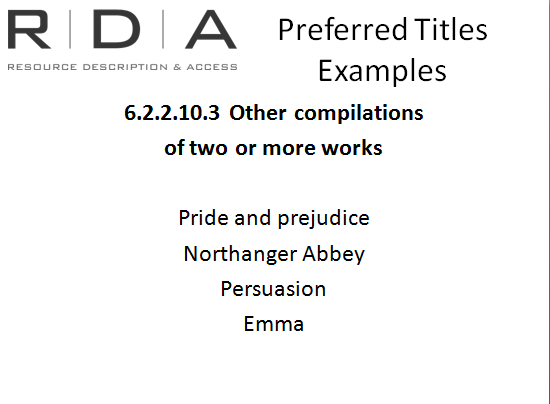 R | D | A
RESOURCE DESCRIPTION & ACCESS
Preferred Titles
Examples
6.2.2.10.3 Other compilations
of two or more works
Pride and prejudice
Northanger Abbey
Persuasion
Emma